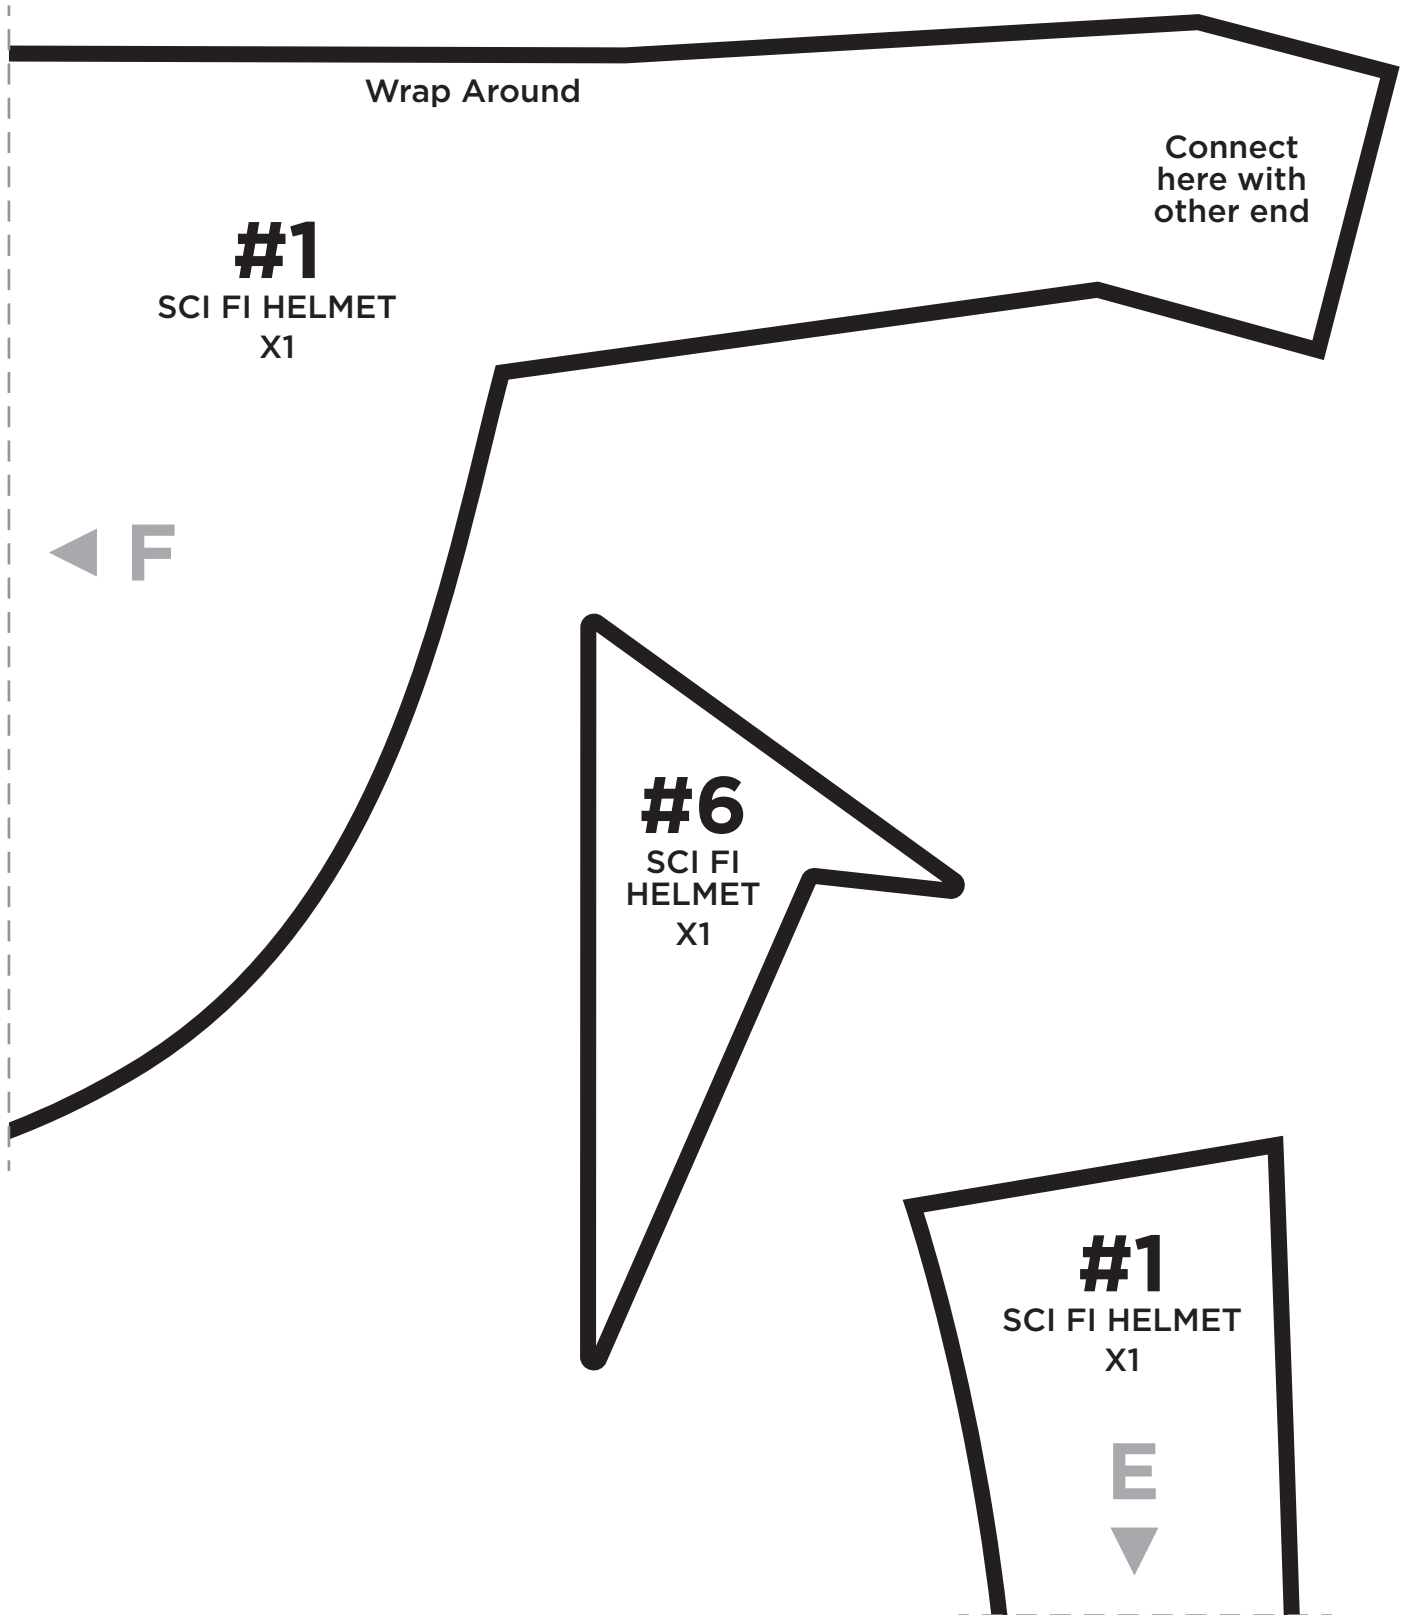 Wrap Around
Connect
here with
other end
#1
SCI FI HELMET
X1
F
#6
SCI FI
HELMET
X1
#1
SCI FI HELMET
X1
E